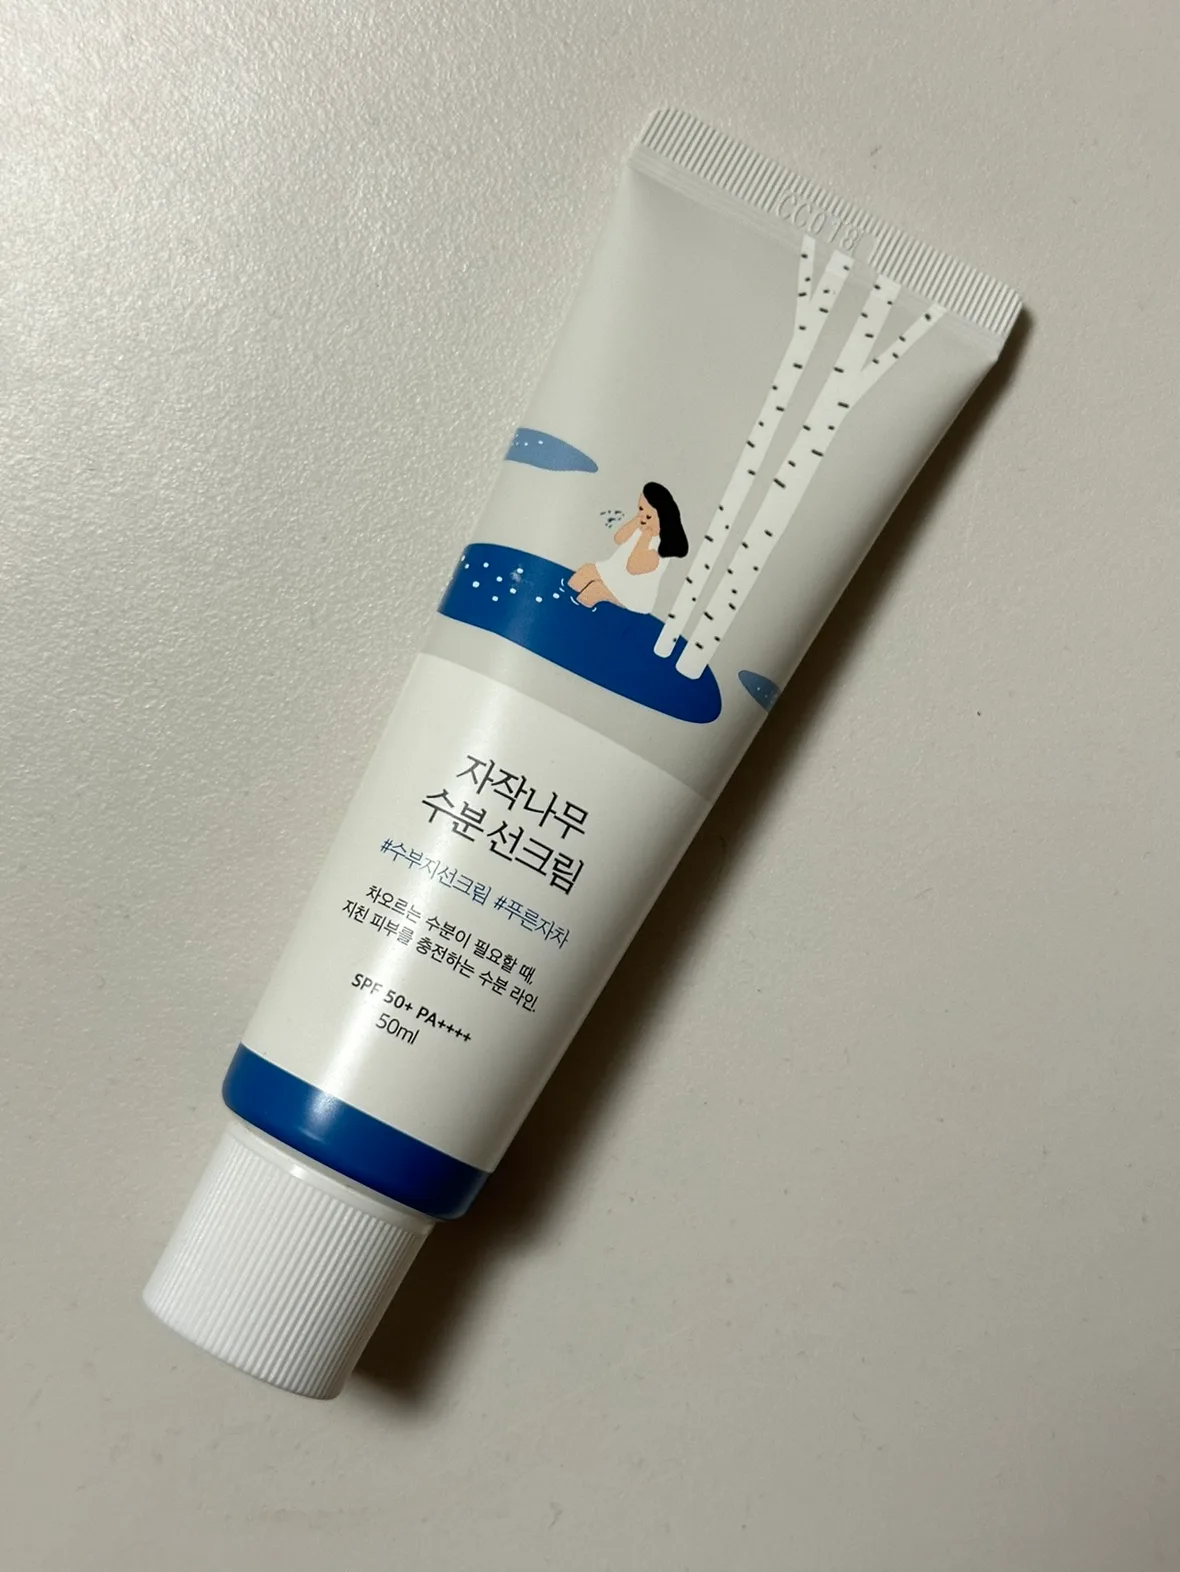 자작나무
수분 선크림
#수부지선크림 #푸른자차
차오르는 수분이 필요할 때,
지친 피부를 충전하는 수분 라인.
SPF 50+ PA++++
50ml